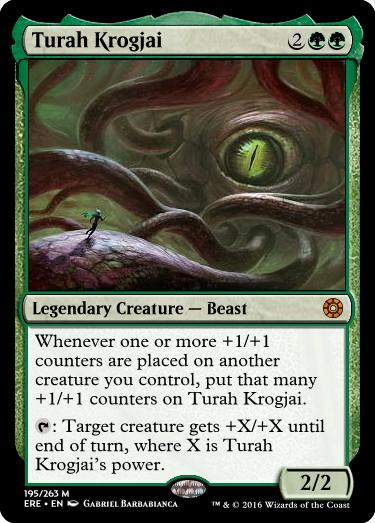 Turah Krogjai 2
Legendary Creature — Beast
Whenever one or more +1/+1
counters are placed on another
creature you control, put that many
+1/+1 counters on Turah Krogjai.
: Target creature gets +X/+X until
end of turn, where X is Turah
Krogjai's power.
2/2
195/263 M
ERE • EN Gabriel Barbabianca ™ & © 2016 Wizards of the Coast